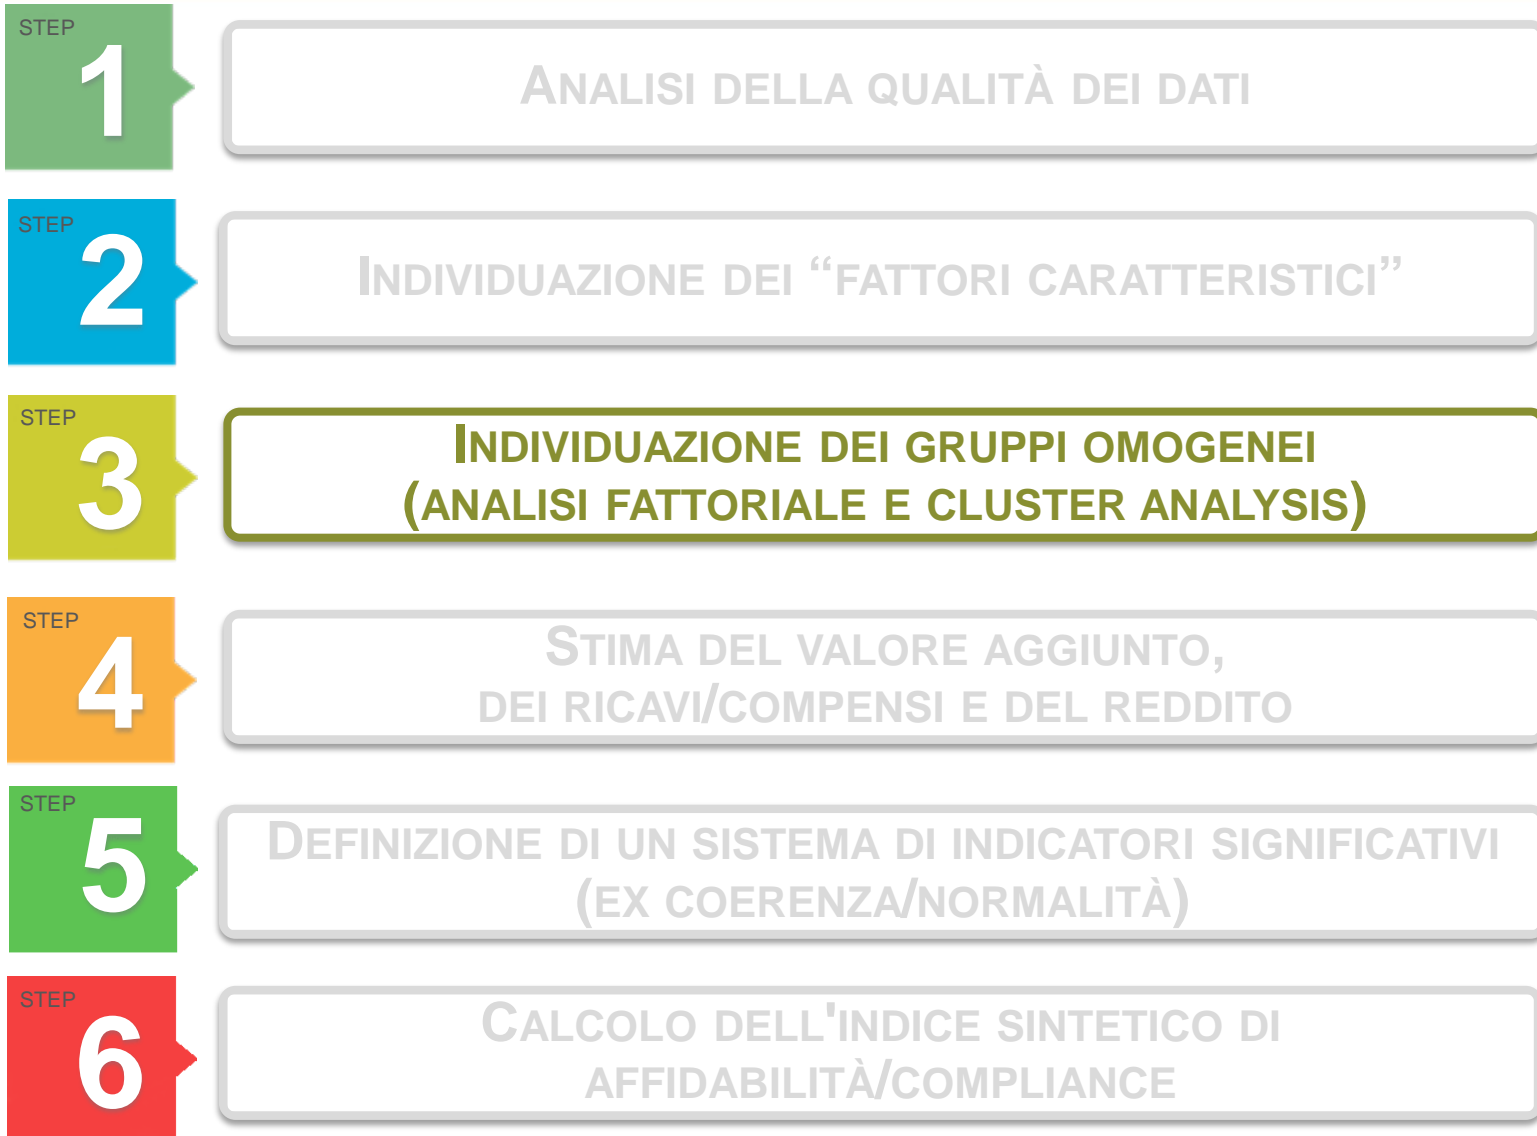 STEP
1
ANALISI DELLA QUALITÀ DEI DATI
STEP
2
INDIVIDUAZIONE DEI “FATTORI CARATTERISTICI”
STEP
3
INDIVIDUAZIONE DEI GRUPPI OMOGENEI
(ANALISI FATTORIALE E CLUSTER ANALYSIS)
STEP
4
STIMA DEL VALORE AGGIUNTO,
DEI RICAVI/COMPENSI E DEL REDDITO
STEP
5
DEFINIZIONE DI UN SISTEMA DI INDICATORI SIGNIFICATIVI
(EX COERENZA/NORMALITÀ)
STEP
6
CALCOLO DELL'INDICE SINTETICO DI
AFFIDABILITÀ/COMPLIANCE